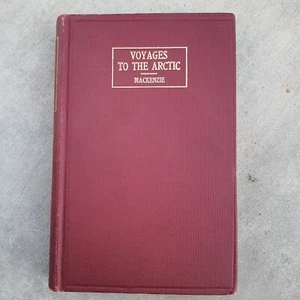 VOYAGES
TO THE ARCTIC
MACKENZIE